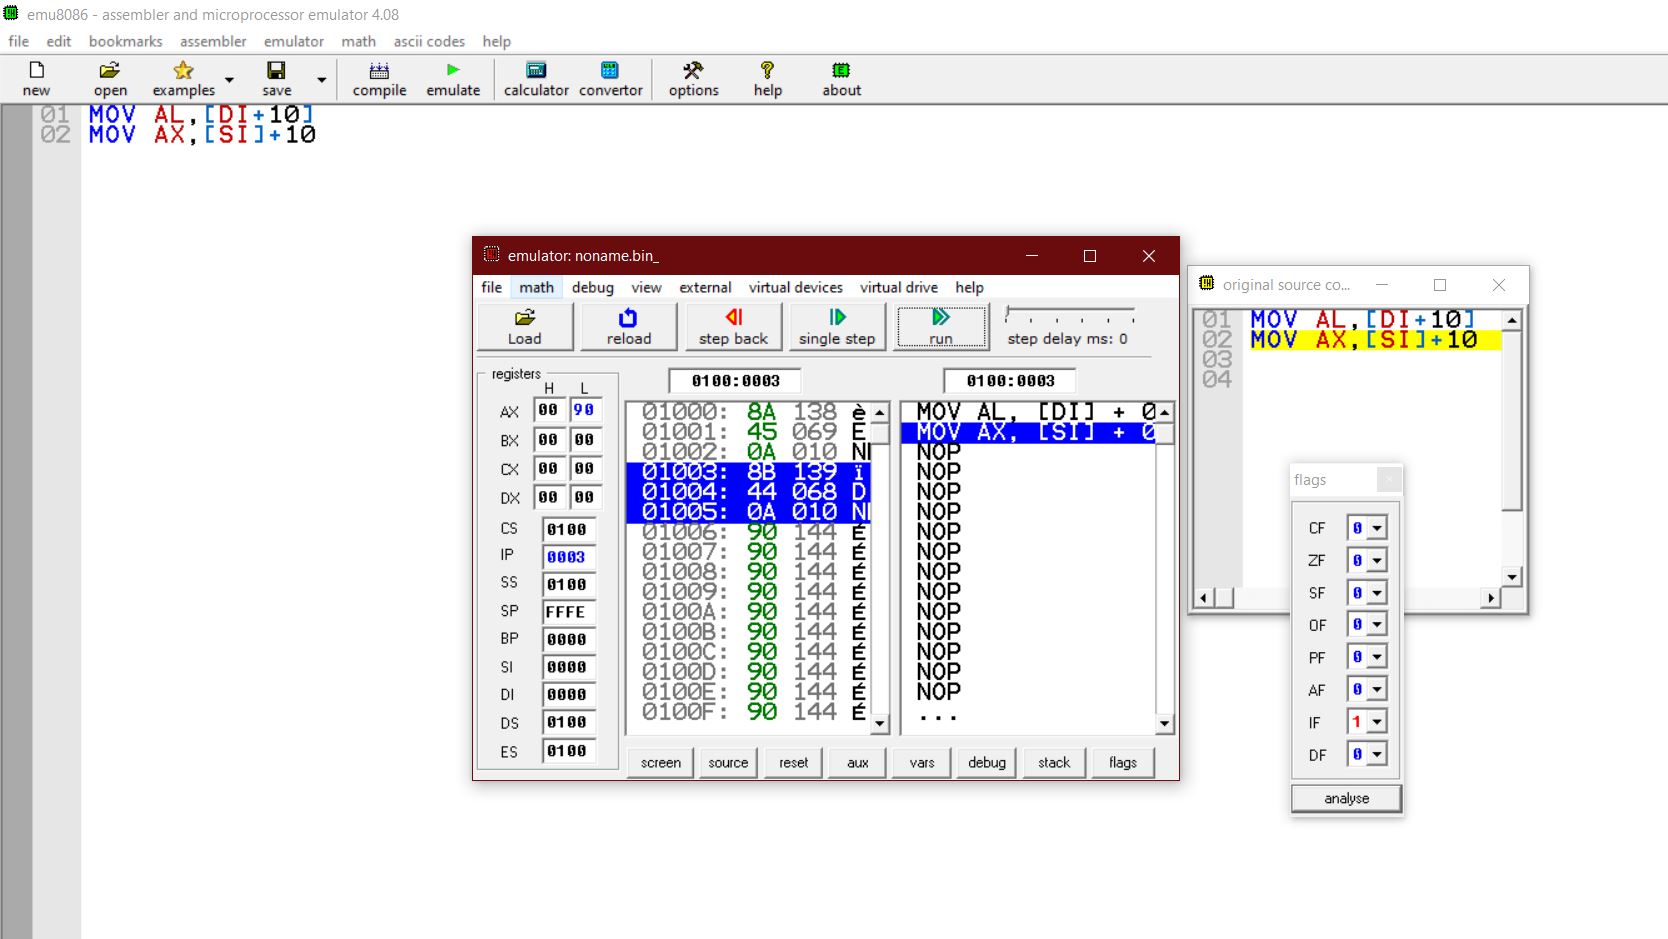 emu8086 - assembler and microprocessor emulator 4.08
file edit bookmarks assembler emulator math ascii codes help
new open examples save compile emulate calculator convertor options help about
01 MOV AL,[DI+10]
02 MOV AX,[SI]+10
emulator: noname.bin_
file math debug view external virtual devices virtual drive help
Load reload step back single step run step delay ms: 0
registers
H L
AX 00 90
BX 00 00
CX 00 00
DX 00 00
CS 0100
IP 0003
SS 0100
SP FFFE
BP 0000
SI 0000
DI 0000
DS 0100
ES 0100
0100:0003
01000: 8A 138 è
01001: 45 069 E
01002: 0A 010
01003: 8B 139 ï
01004: 44 068 D
01005: 0A 010
01006: 90 144 É
01007: 90 144 É
01008: 90 144 É
01009: 90 144 É
0100A: 90 144 É
0100B: 90 144 É
0100C: 90 144 É
0100D: 90 144 É
0100E: 90 144 É
0100F: 90 144 É
0100:0003
MOV AL, [DI] + 0
MOV AX, [SI] + 0
NOP
NOP
NOP
NOP
NOP
NOP
NOP
NOP
NOP
NOP
NOP
NOP
NOP
...
screen source reset aux vars debug stack flags
original source co...
01 MOV AL,[DI+10]
02 MOV AX,[SI]+10
03
04
flags
CF 0
ZF 0
SF 0
OF 0
PF 0
AF 0
IF 1
DF 0
analyse